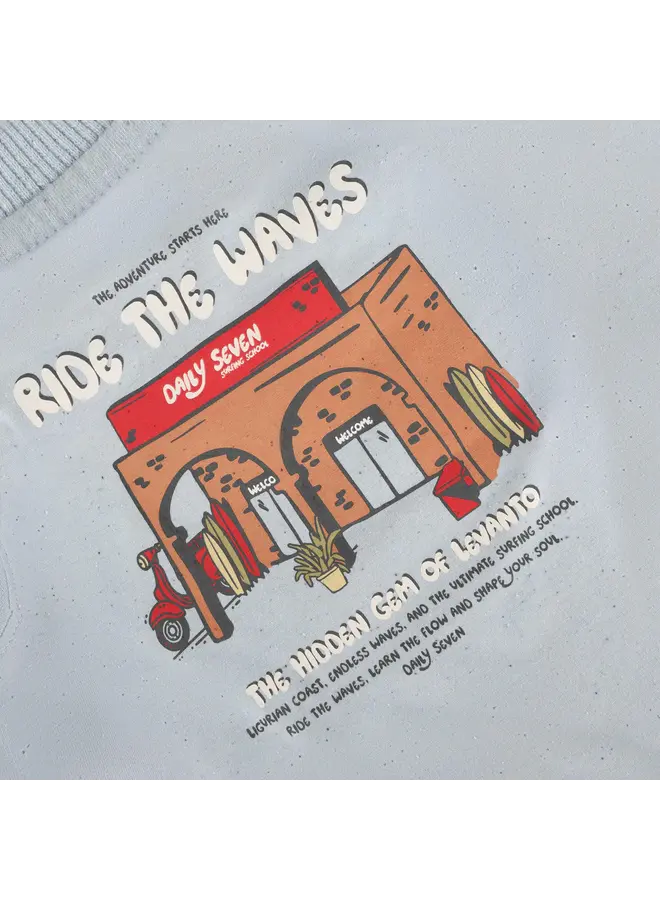 THE ADVENTURE STARTS HERE
RIDE THE WAVES
DAILY SEVEN
SURFING SCHOOL
WELCOME
WELCO
THE HIDDEN GEM OF LEVANTO
LIGURIAN COAST, ENDLESS WAVES, AND THE ULTIMATE SURFING SCHOOL.
RIDE THE WAVES, LEARN THE FLOW AND SHAPE YOUR SOUL.
DAILY SEVEN